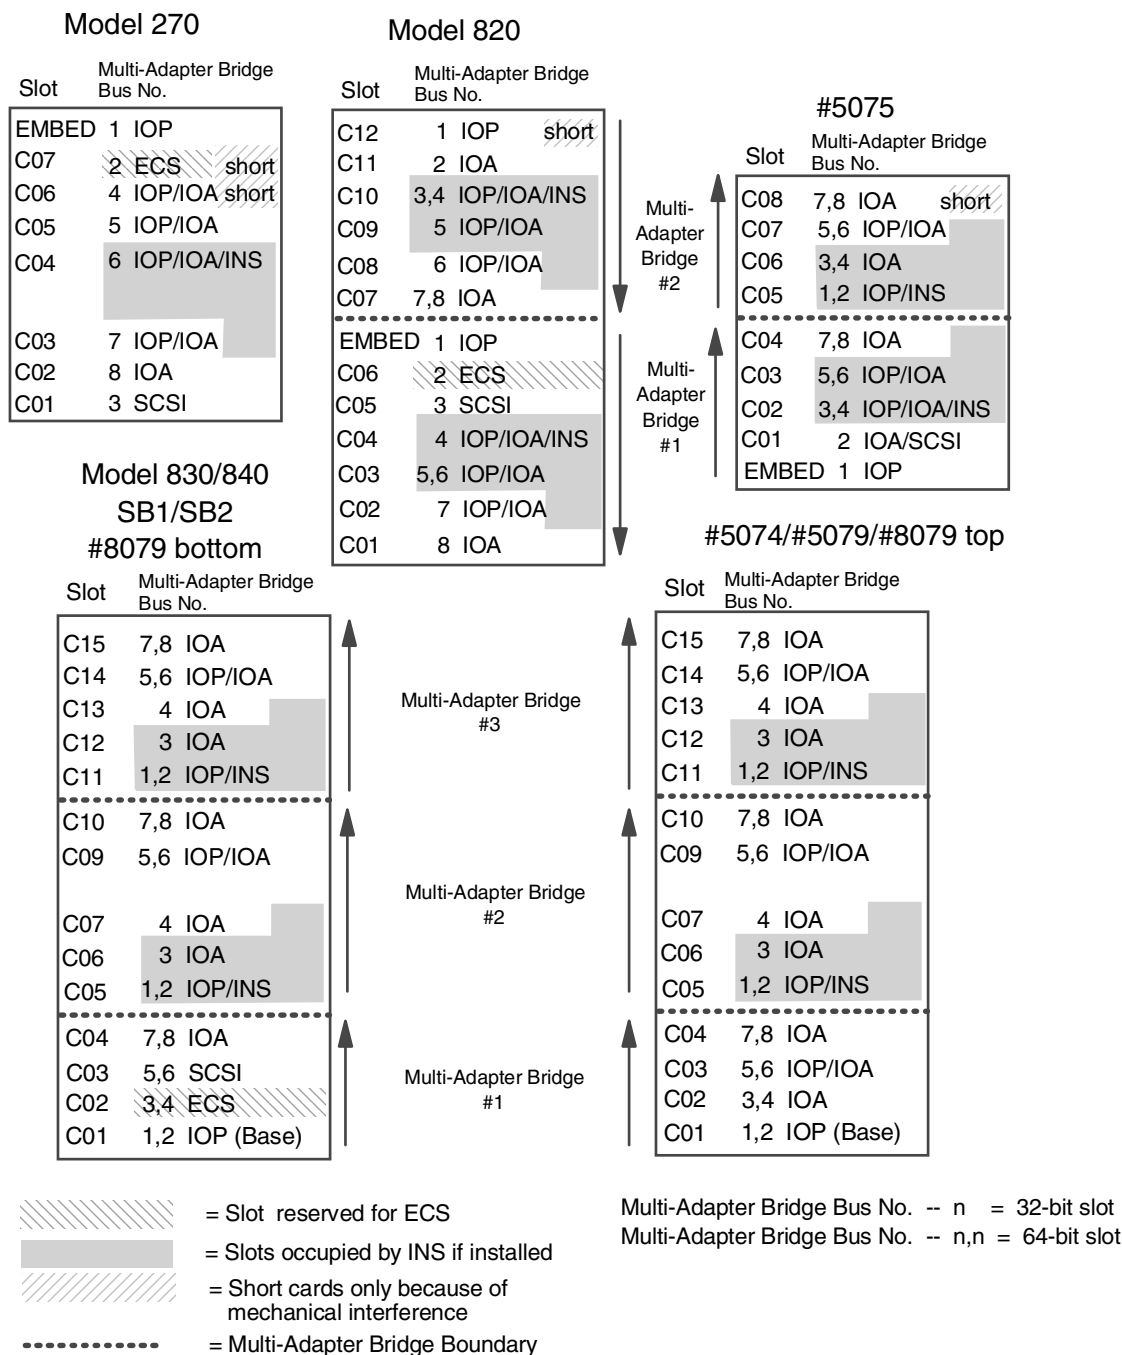 Model 270
Slot Multi-Adapter Bridge Bus No.
EMBED 1 IOP
C07 2 ECS short
C06 4 IOP/IOA short
C05 5 IOP/IOA
C04 6 IOP/IOA/INS
C03 7 IOP/IOA
C02 8 IOA
C01 3 SCSI
Model 820
Slot Multi-Adapter Bridge Bus No.
C12 1 IOP short
C11 2 IOA
C10 3,4 IOP/IOA/INS
C09 5 IOP/IOA
C08 6 IOP/IOA
C07 7,8 IOA
EMBED 1 IOP
C06 2 ECS
C05 3 SCSI
C04 4 IOP/IOA/INS
C03 5,6 IOP/IOA
C02 7 IOP/IOA
C01 8 IOA
Multi-
Adapter
Bridge
#2
Multi-
Adapter
Bridge
#1
#5075
Slot Multi-Adapter Bridge Bus No.
C08 7,8 IOA short
C07 5,6 IOP/IOA
C06 3,4 IOA
C05 1,2 IOP/INS
C04 7,8 IOA
C03 5,6 IOP/IOA
C02 3,4 IOP/IOA/INS
C01 2 IOA/SCSI
EMBED 1 IOP
Model 830/840
SB1/SB2
#8079 bottom
Slot Multi-Adapter Bridge Bus No.
C15 7,8 IOA
C14 5,6 IOP/IOA
C13 4 IOA
C12 3 IOA
C11 1,2 IOP/INS
C10 7,8 IOA
C09 5,6 IOP/IOA
C07 4 IOA
C06 3 IOA
C05 1,2 IOP/INS
C04 7,8 IOA
C03 5,6 SCSI
C02 3,4 ECS
C01 1,2 IOP (Base)
Multi-Adapter Bridge
#3
Multi-Adapter Bridge
#2
Multi-Adapter Bridge
#1
#5074/#5079/#8079 top
Slot Multi-Adapter Bridge Bus No.
C15 7,8 IOA
C14 5,6 IOP/IOA
C13 4 IOA
C12 3 IOA
C11 1,2 IOP/INS
C10 7,8 IOA
C09 5,6 IOP/IOA
C07 4 IOA
C06 3 IOA
C05 1,2 IOP/INS
C04 7,8 IOA
C03 5,6 IOP/IOA
C02 3,4 IOA
C01 1,2 IOP (Base)
= Slot reserved for ECS
= Slots occupied by INS if installed
= Short cards only because of
mechanical interference
= Multi-Adapter Bridge Boundary
Multi-Adapter Bridge Bus No. -- n = 32-bit slot
Multi-Adapter Bridge Bus No. -- n,n = 64-bit slot